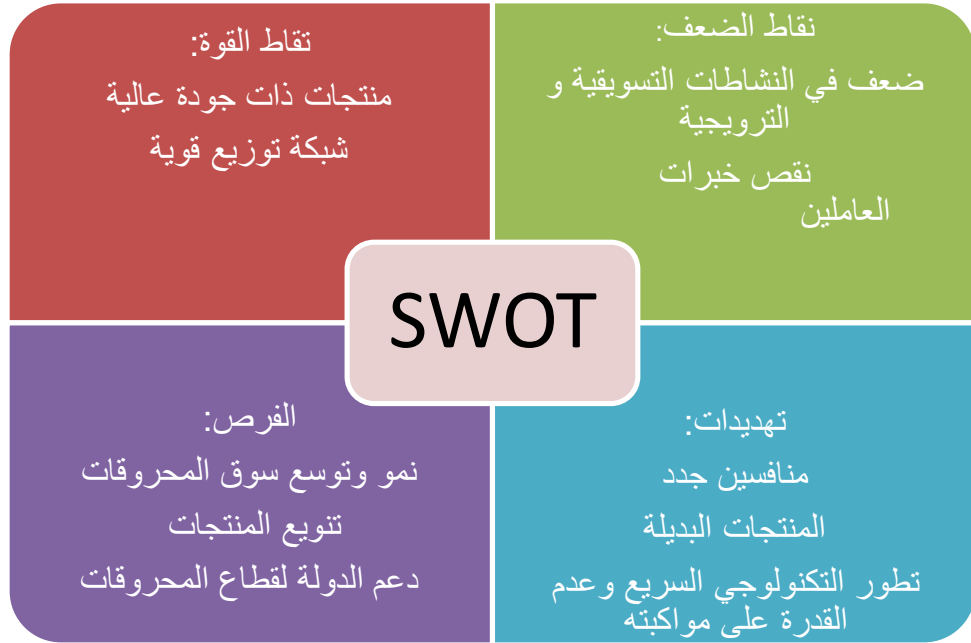 تقاط القوة:
منتجات ذات جودة عالية
شبكة توزيع قوية
نقاط الضعف:
ضعف في النشاطات التسويقية و
الترويجية
نقص خبرات
العاملين
SWOT
الفرص:
نمو وتوسع سوق المحروقات
تنويع المنتجات
دعم الدولة لقطاع المحروقات
تهديدات:
منافسين جدد
المنتجات البديلة
تطور التكنولوجي السريع وعدم
القدرة على مواكبته